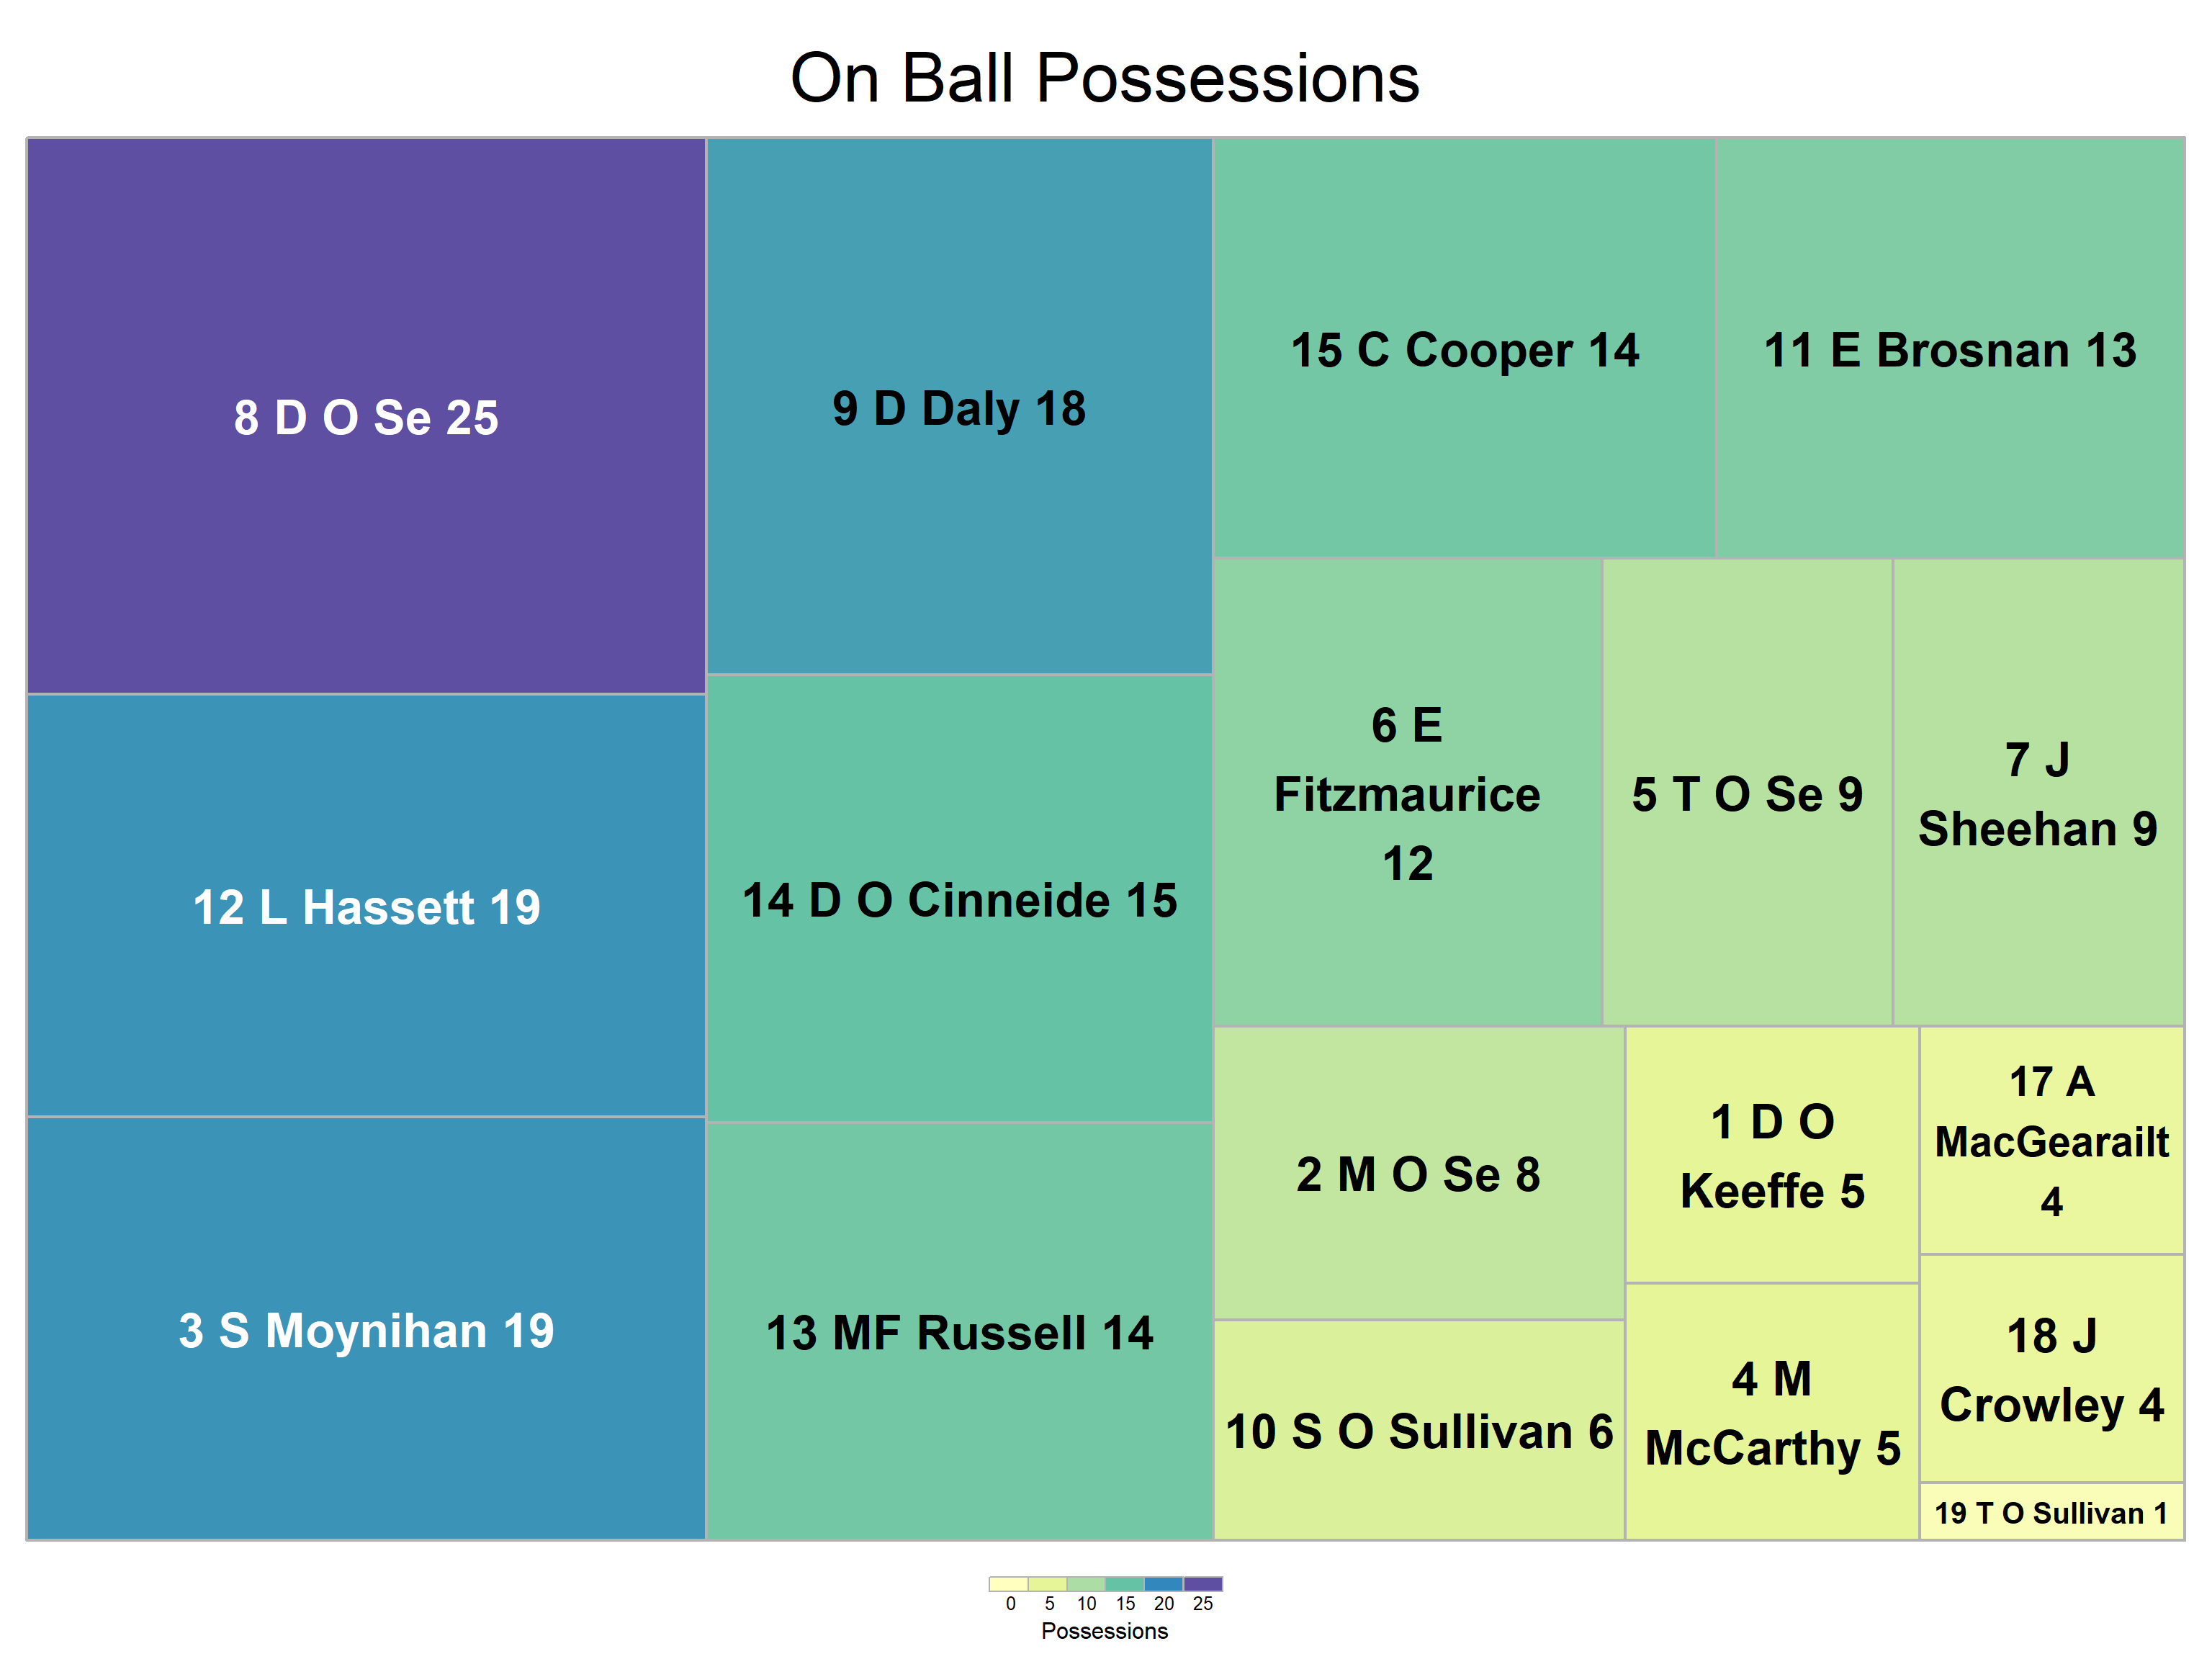 On Ball Possessions
8 D O Se 25
12 L Hassett 19
3 S Moynihan 19
9 D Daly 18
14 D O Cinneide 15
13 MF Russell 14
15 C Cooper 14
11 E Brosnan 13
6 E
Fitzmaurice
12
5 T O Se 9
7 J
Sheehan 9
2 M O Se 8
10 S O Sullivan 6
1 D O
Keeffe 5
4 M
McCarthy 5
17 A
MacGearailt
4
18 J
Crowley 4
19 T O Sullivan 1
0 5 10 15 20 25
Possessions